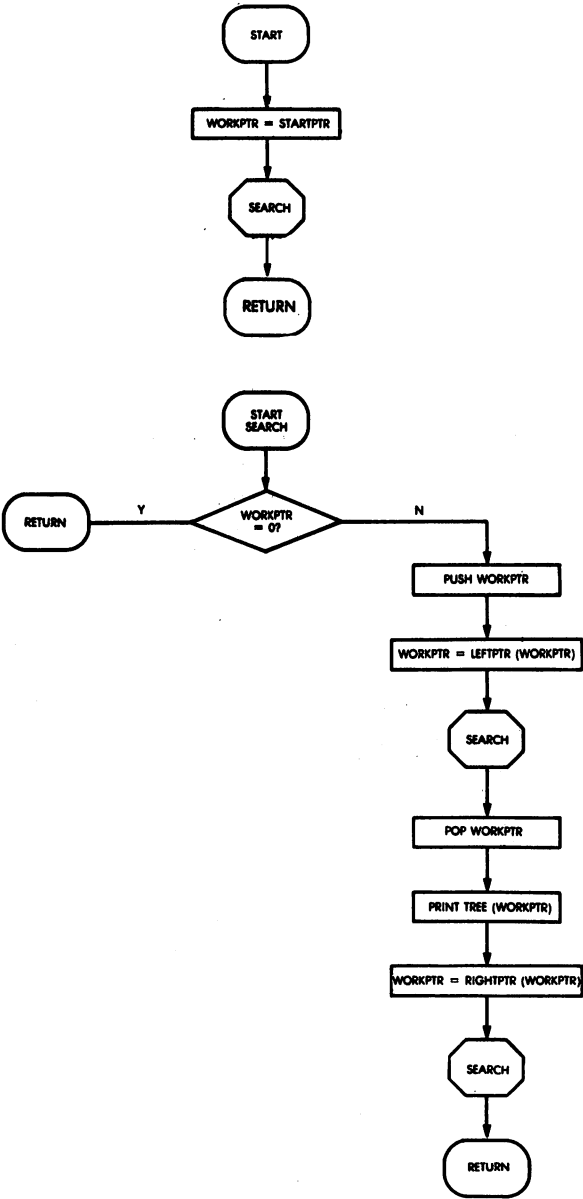 START
WORKPTR = STARTPTR
SEARCH
RETURN
START
SEARCH
RETURN
Y
WORKPTR
= 0?
N
PUSH WORKPTR
WORKPTR = LEFTPTR (WORKPTR)
SEARCH
POP WORKPTR
PRINT TREE (WORKPTR)
WORKPTR = RIGHTPTR (WORKPTR)
SEARCH
RETURN